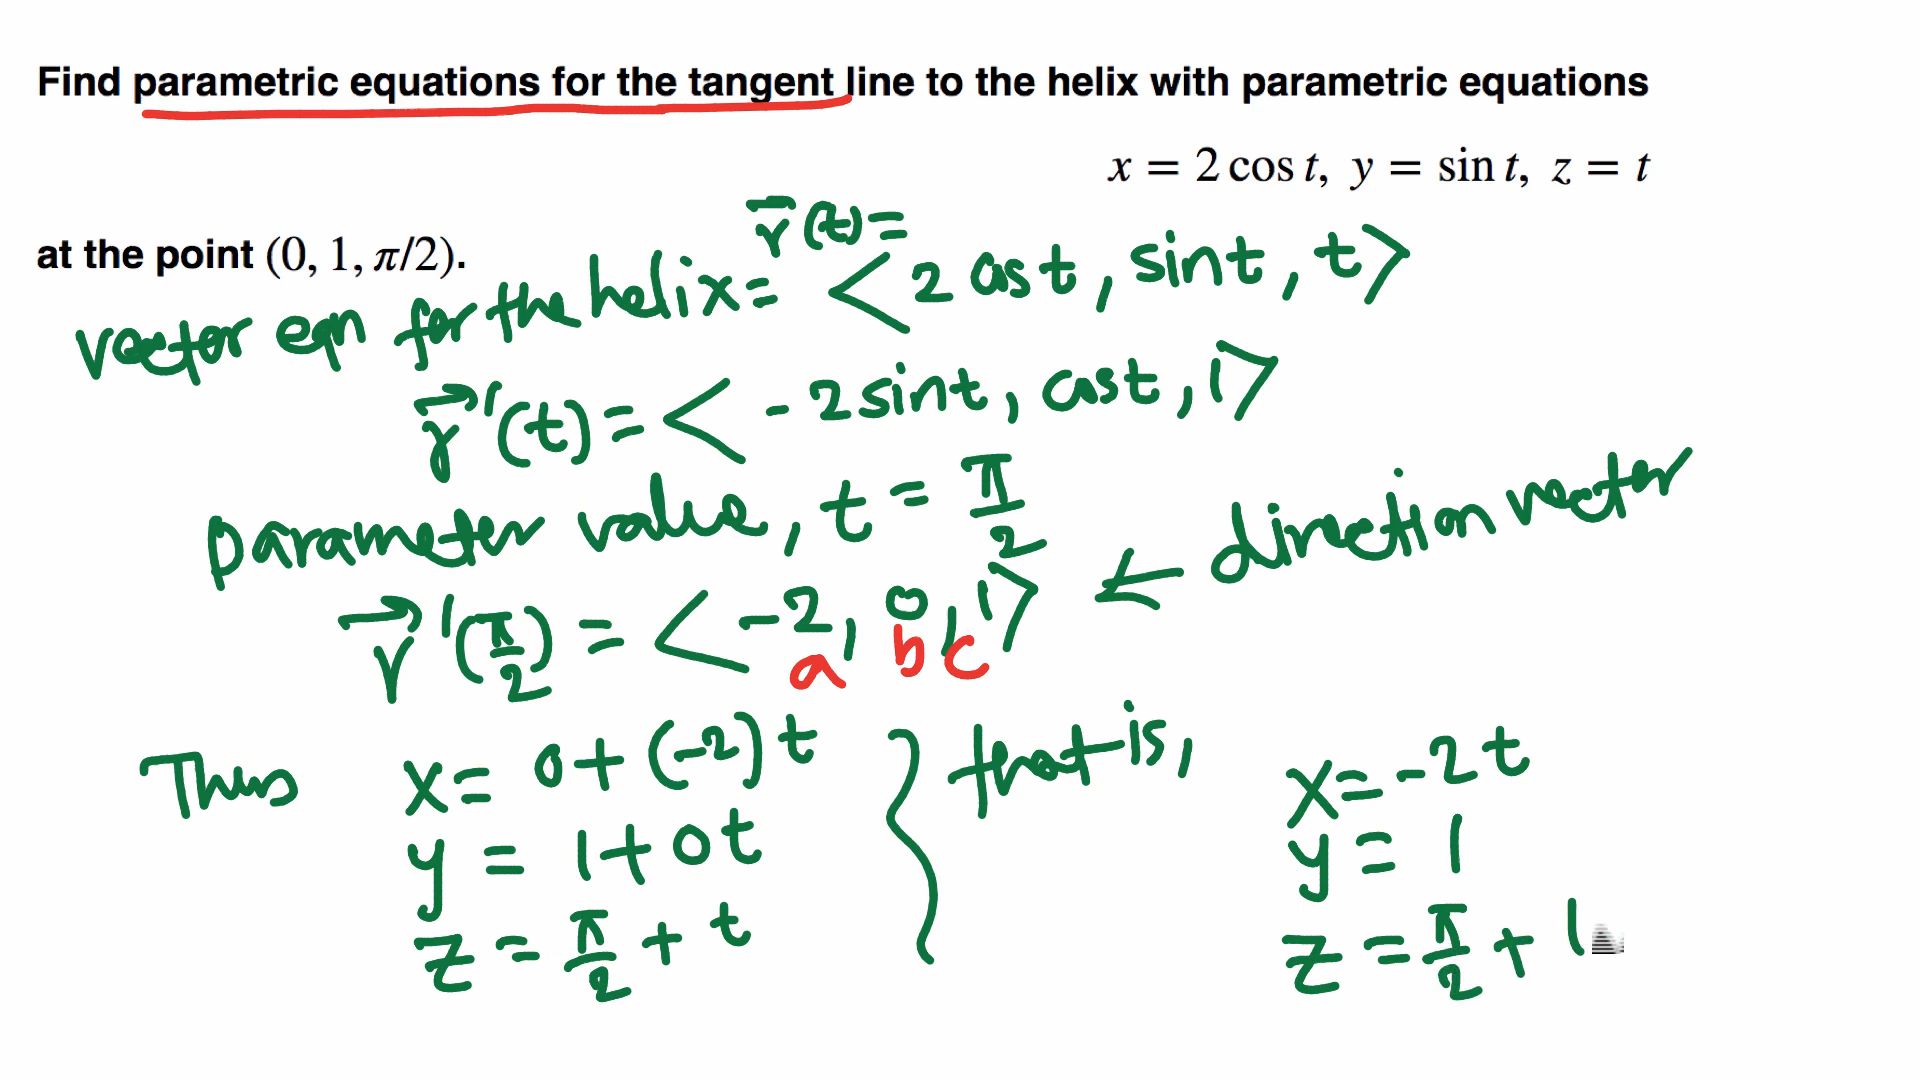 Find parametric equations for the tangent line to the helix with parametric equations
x = 2 cos t, y = sin t, z = t
at the point (0, 1, π/2).
r⃗(t)=
vector eqn for the helix = <2 cost, sint, t>
r⃗'(t) = <-2sint, cost, 1>
parameter value, t = π/2
r⃗'(π/2) = <-2, 0, 1> ← direction vector
a b c
Thus x = 0+(-2)t } that is, x = -2t
y = 1+0t y = 1
z = π/2 + t z = π/2 +